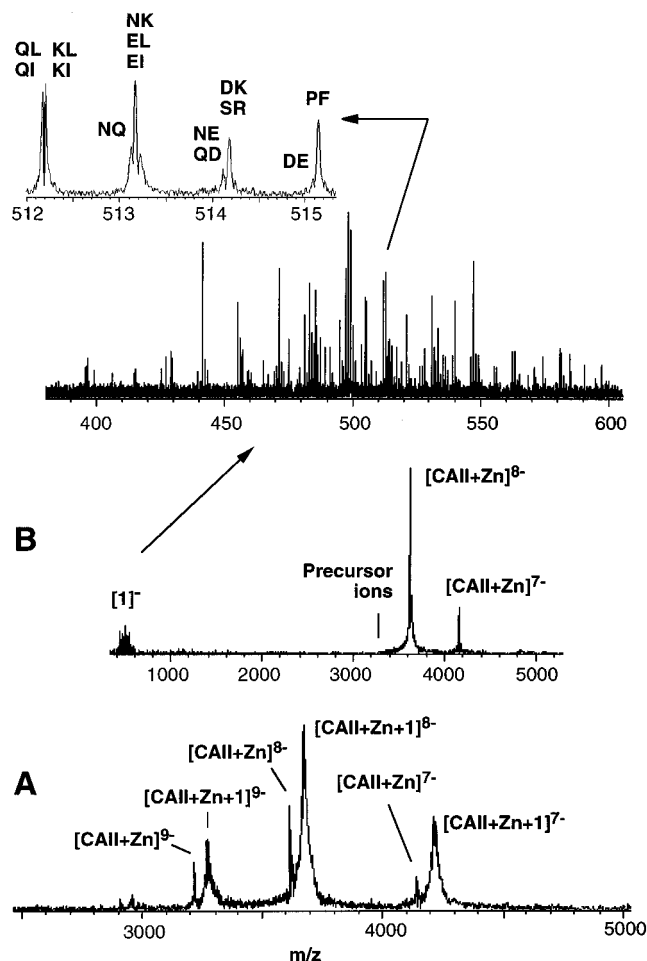 NK
QL KL EL
QI KI EI
DK
SR
PF
NQ
NE
QD
DE
512 513 514 515
400 450 500 550 600
B
[CAII+Zn]8-
Precursor
ions
[CAII+Zn]7-
[1]-
1000 2000 3000 4000 5000
A
[CAII+Zn+1]8-
[CAII+Zn]8-
[CAII+Zn]7-
[CAII+Zn+1]9-
[CAII+Zn+1]7-
[CAII+Zn]9-
3000 4000 5000
m/z